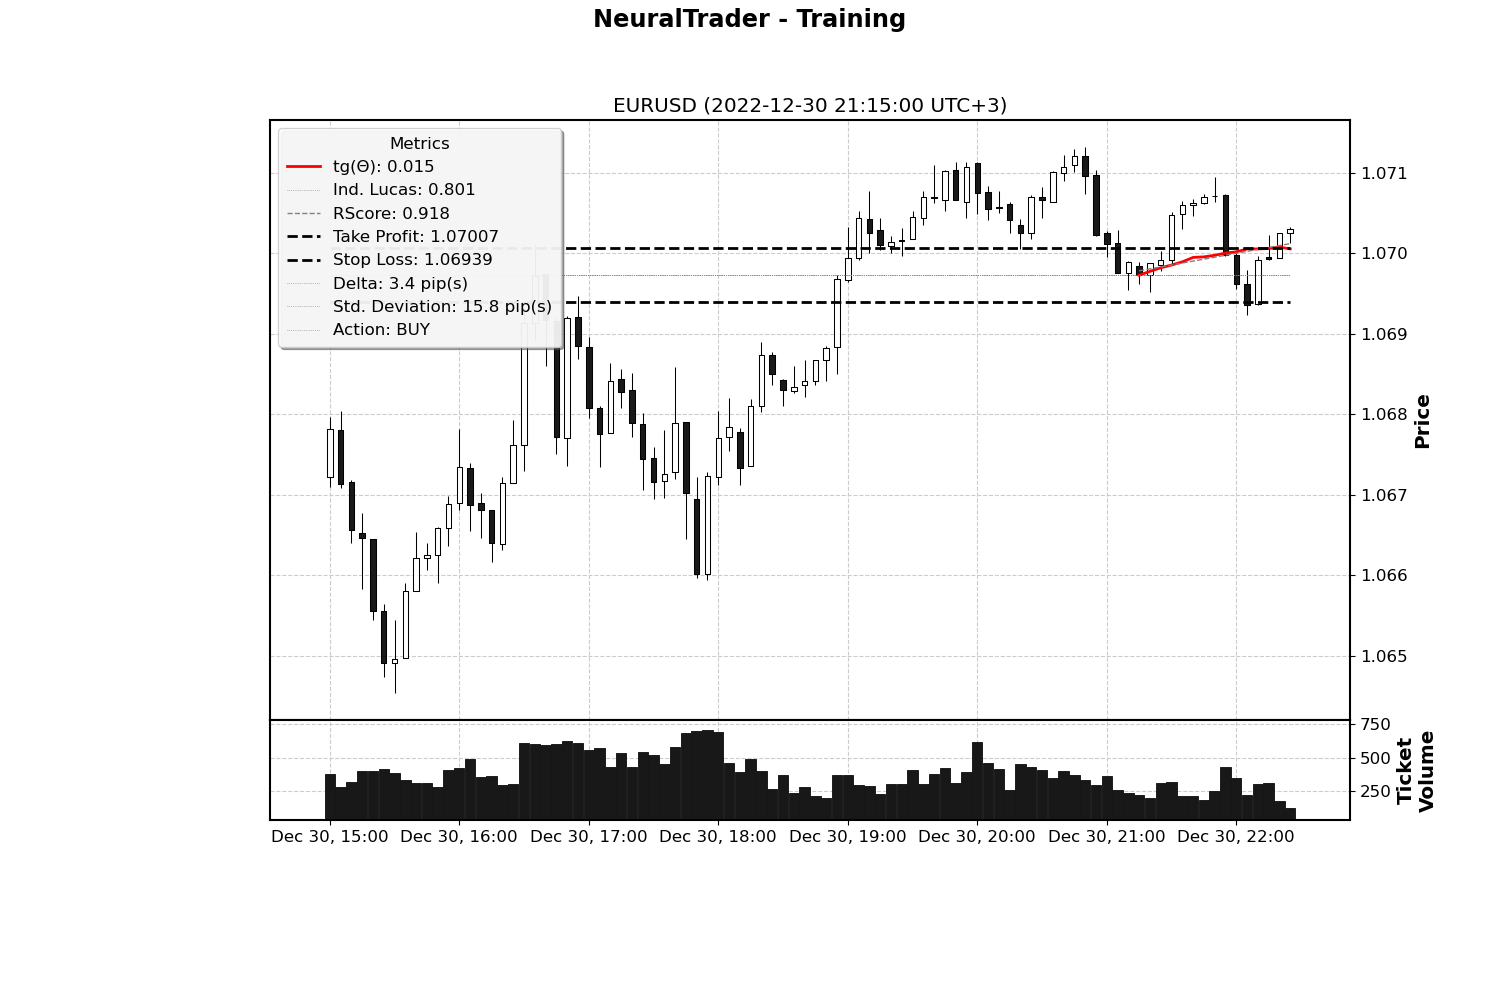 NeuralTrader - Training
EURUSD (2022-12-30 21:15:00 UTC+3)
Metrics
tg(Θ): 0.015
Ind. Lucas: 0.801
RScore: 0.918
Take Profit: 1.07007
Stop Loss: 1.06939
Delta: 3.4 pip(s)
Std. Deviation: 15.8 pip(s)
Action: BUY
1.071
1.070
1.069
1.068
1.067
1.066
1.065
Price
750
500
250
Ticket
Volume
Dec 30, 15:00 Dec 30, 16:00 Dec 30, 17:00 Dec 30, 18:00 Dec 30, 19:00 Dec 30, 20:00 Dec 30, 21:00 Dec 30, 22:00